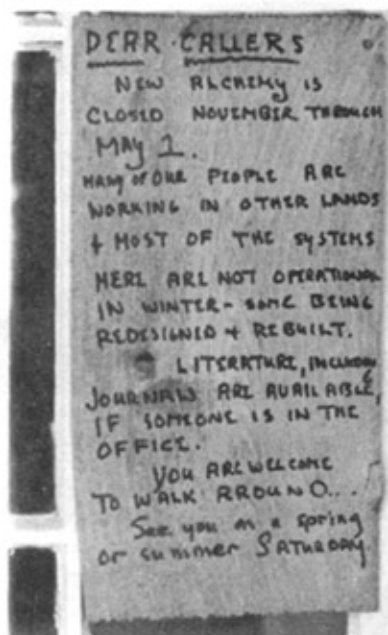 DEAR CALLERS
NEW ALCHEMY IS
CLOSED NOVEMBER THROUGH
MAY 1.
MANY OF OUR PEOPLE ARE
WORKING IN OTHER LANDS
+ MOST OF THE SYSTEMS
HERE ARE NOT OPERATIONAL
IN WINTER - SOME BEING
REDESIGNED + REBUILT.
LITERATURE, INCLUDING
JOURNALS ARE AVAILABLE,
IF SOMEONE IS IN THE
OFFICE.
YOU ARE WELCOME
TO WALK AROUND...
See you on a spring
or summer SATURDAY.